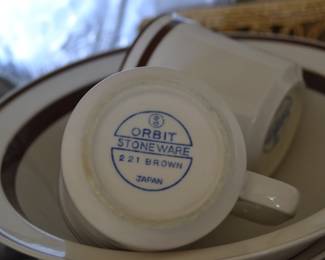 ORBIT
STONEWARE
221 BROWN
JAPAN